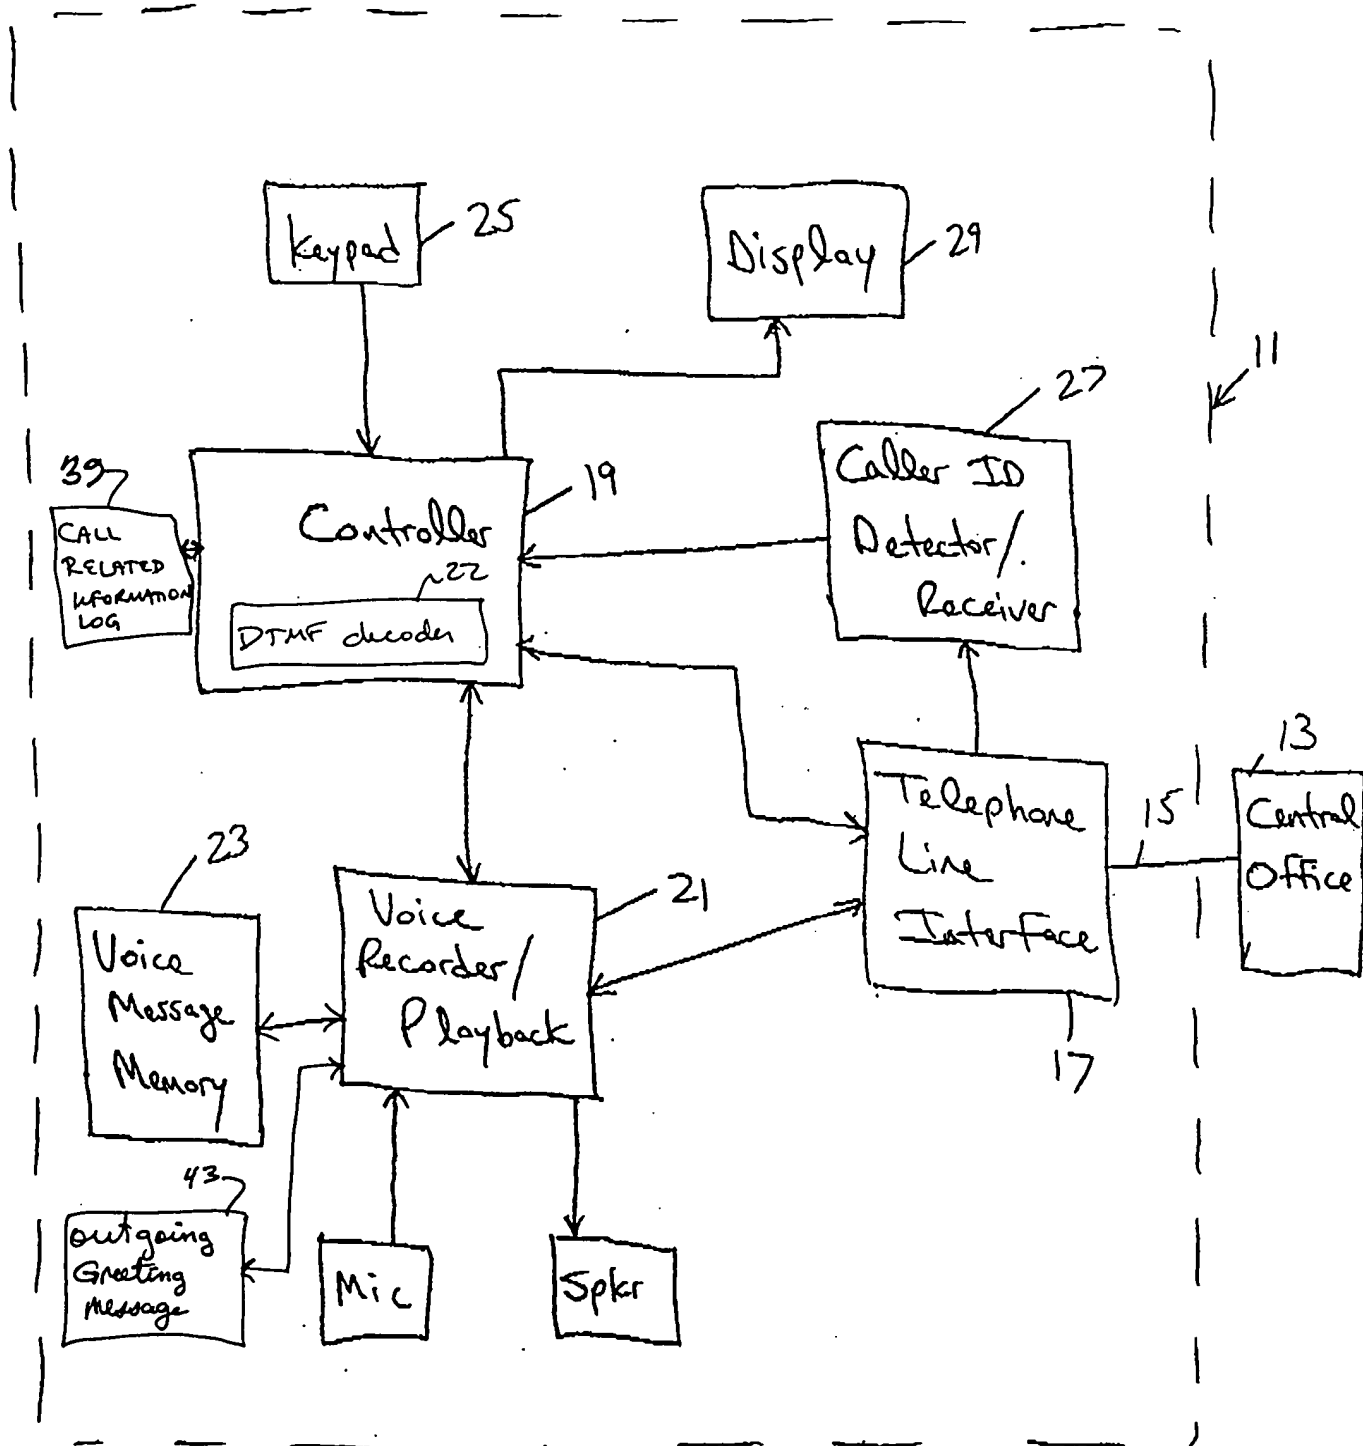 keypad
25
Display
29
11
27
39
CALL
RELATED
INFORMATION
LOG
Controller
19
22
DTMF decoder
Caller ID
Detector/
Receiver
13
Central
Office
15
Telephone
Line
Interface
17
23
Voice
Message
Memory
21
Voice
Recorder/
Playback
43
outgoing
Greeting
Message
Mic
Spkr